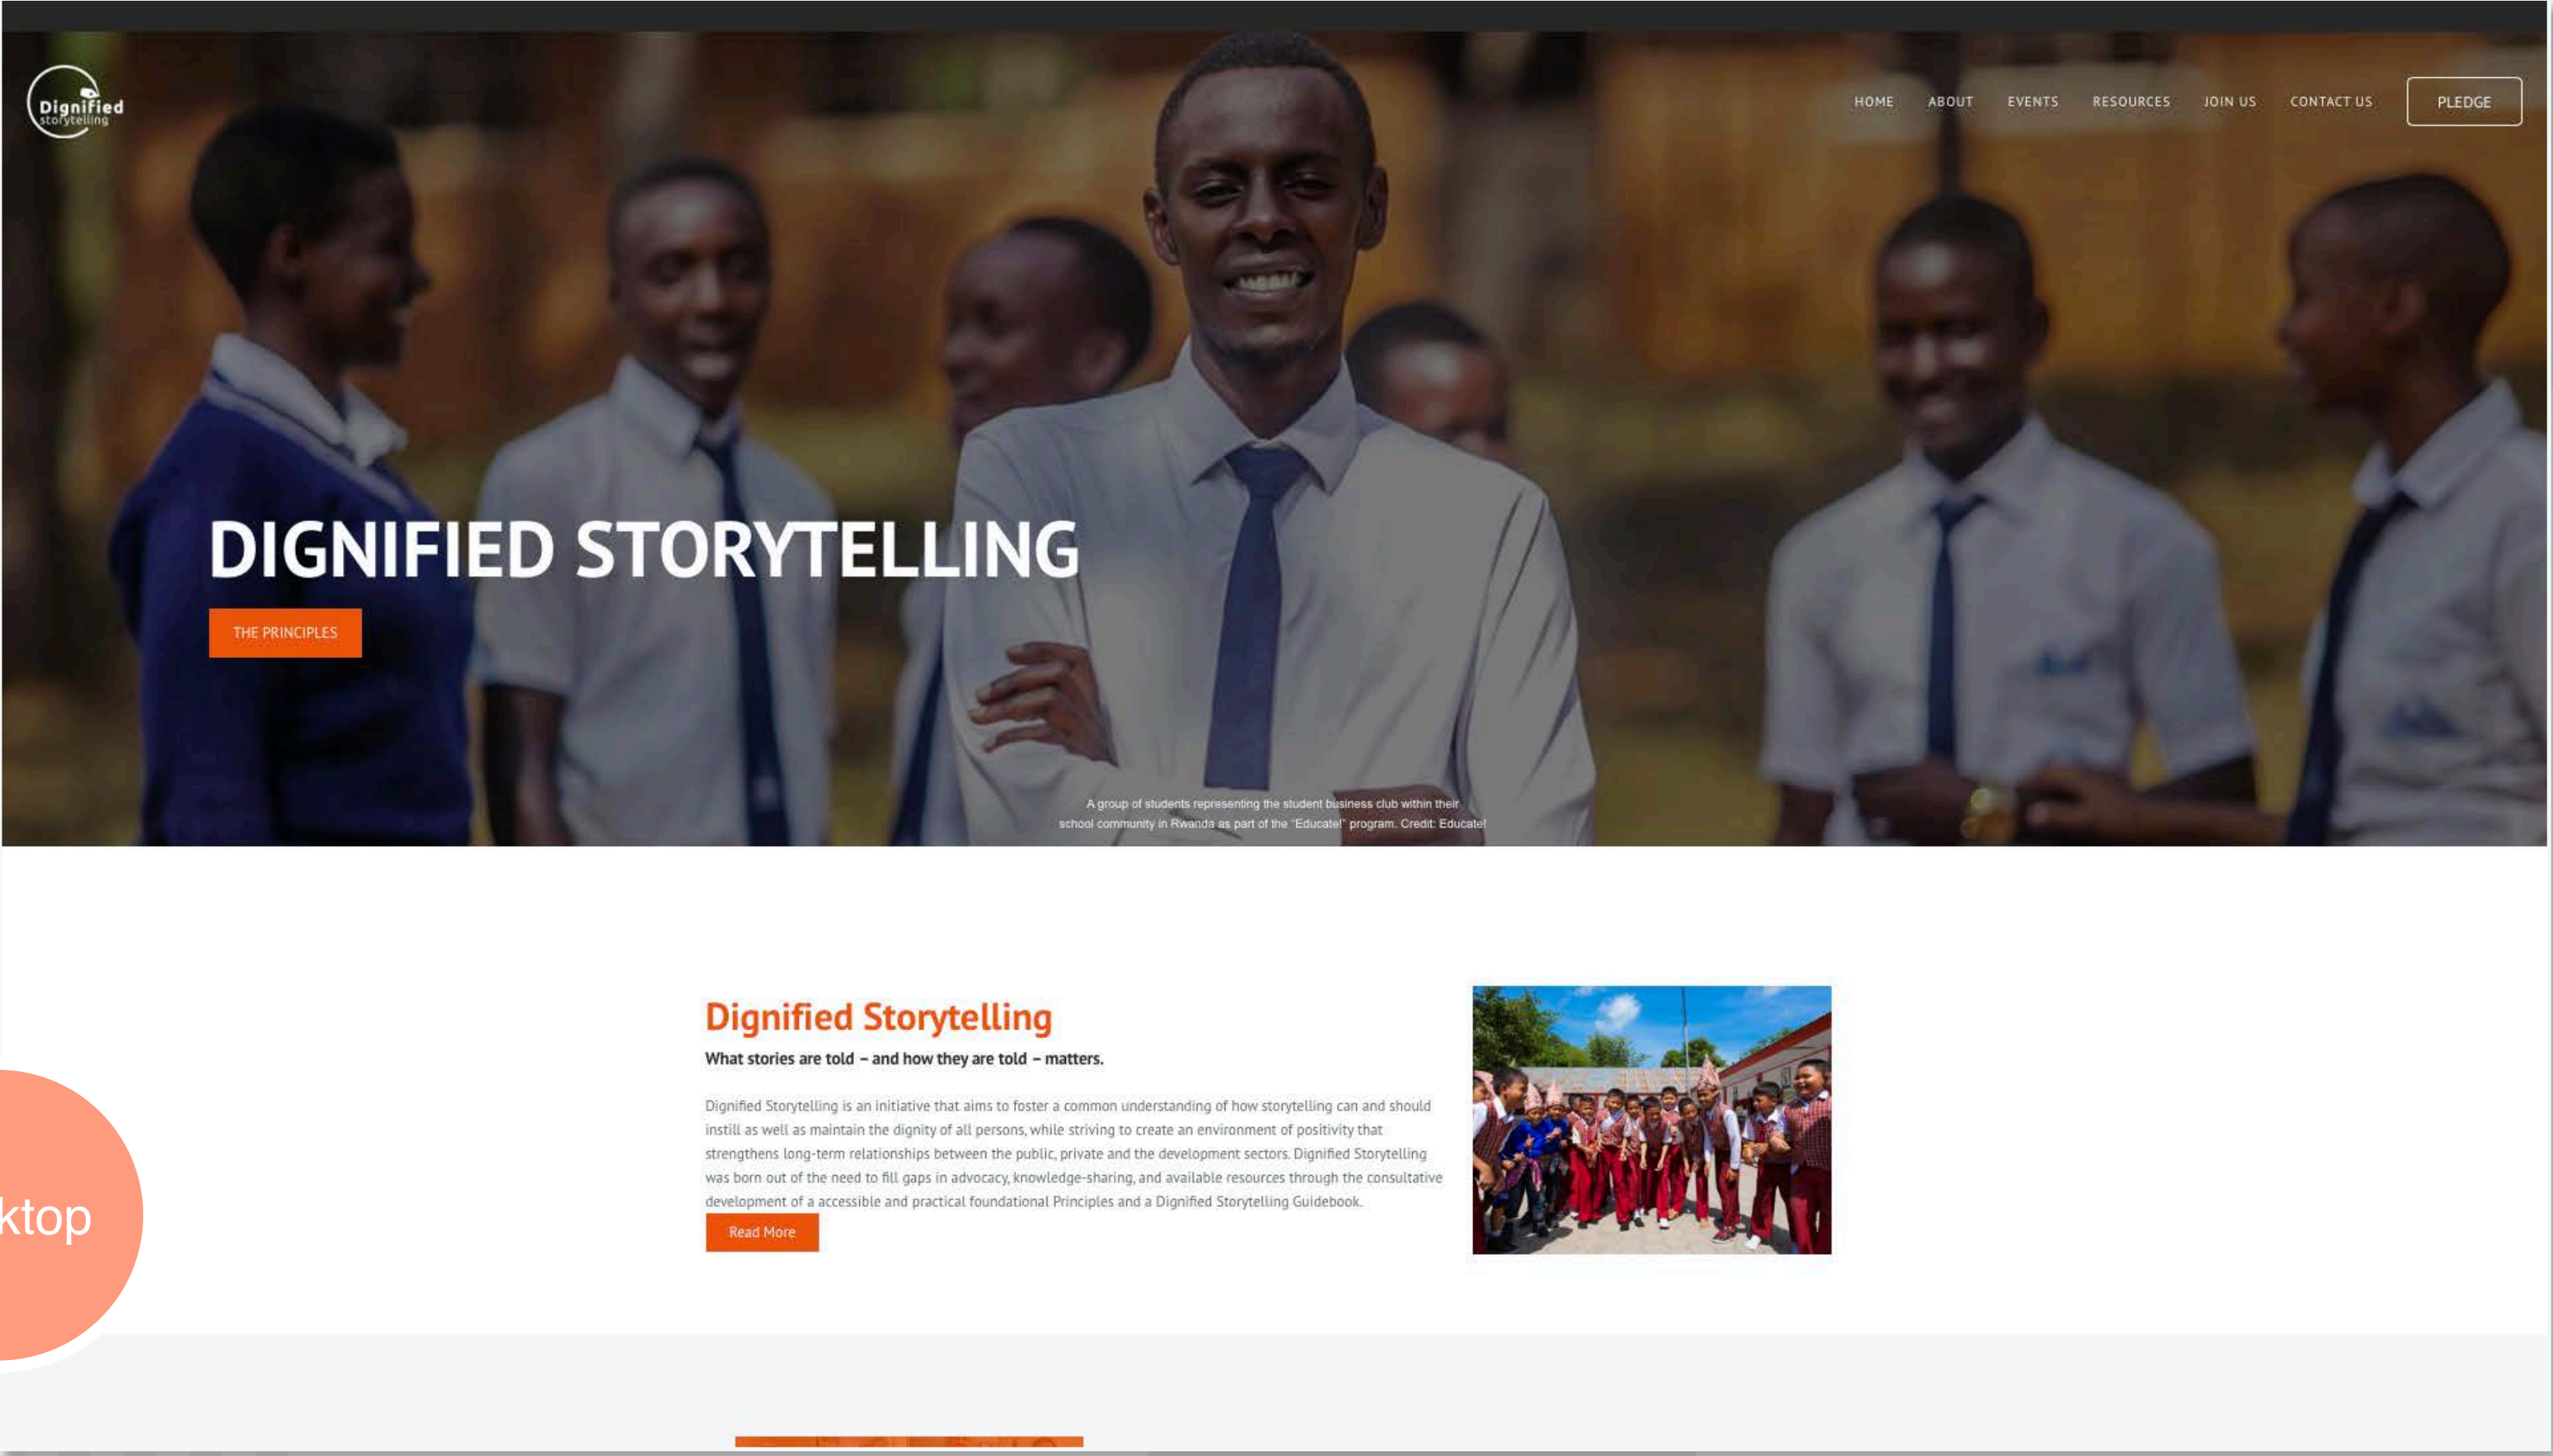 Dignified
storytelling
HOME ABOUT EVENTS RESOURCES JOIN US CONTACT US PLEDGE
DIGNIFIED STORYTELLING
THE PRINCIPLES
A group of students representing the student business club within their
school community in Rwanda as part of the "Educate!" program. Credit: Educate!
Dignified Storytelling
What stories are told – and how they are told – matters.
Dignified Storytelling is an initiative that aims to foster a common understanding of how storytelling can and should
instill as well as maintain the dignity of all persons, while striving to create an environment of positivity that
strengthens long-term relationships between the public, private and the development sectors. Dignified Storytelling
was born out of the need to fill gaps in advocacy, knowledge-sharing, and available resources through the consultative
development of a accessible and practical foundational Principles and a Dignified Storytelling Guidebook.
Read More
ktop